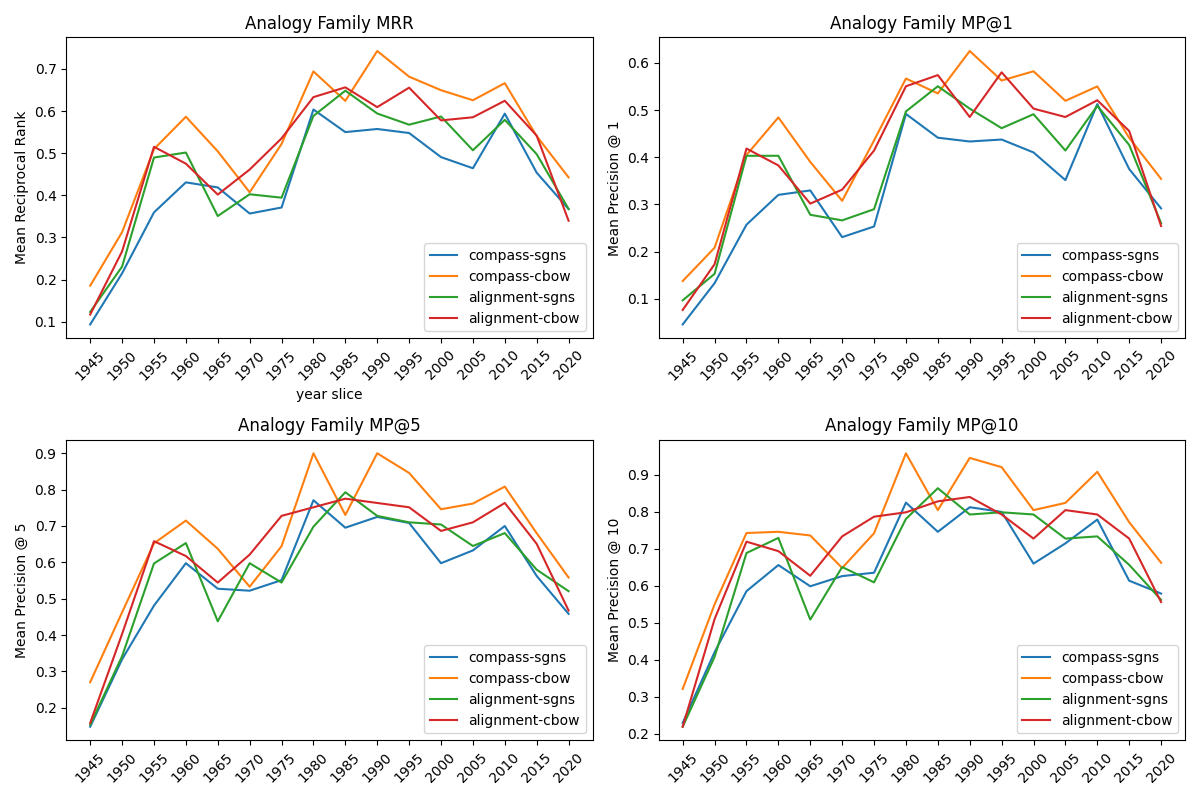 Analogy Family MRR
Mean Reciprocal Rank
0.7
0.6
0.5
0.4
0.3
0.2
0.1
compass-sgns
compass-cbow
alignment-sgns
alignment-cbow
1945 1950 1955 1960 1965 1970 1975 1980 1985 1990 1995 2000 2005 2010 2015 2020
year slice
Analogy Family MP@1
Mean Precision @ 1
0.6
0.5
0.4
0.3
0.2
0.1
compass-sgns
compass-cbow
alignment-sgns
alignment-cbow
1945 1950 1955 1960 1965 1970 1975 1980 1985 1990 1995 2000 2005 2010 2015 2020
Analogy Family MP@5
Mean Precision @ 5
0.9
0.8
0.7
0.6
0.5
0.4
0.3
0.2
compass-sgns
compass-cbow
alignment-sgns
alignment-cbow
1945 1950 1955 1960 1965 1970 1975 1980 1985 1990 1995 2000 2005 2010 2015 2020
Analogy Family MP@10
Mean Precision @ 10
0.9
0.8
0.7
0.6
0.5
0.4
0.3
0.2
compass-sgns
compass-cbow
alignment-sgns
alignment-cbow
1945 1950 1955 1960 1965 1970 1975 1980 1985 1990 1995 2000 2005 2010 2015 2020